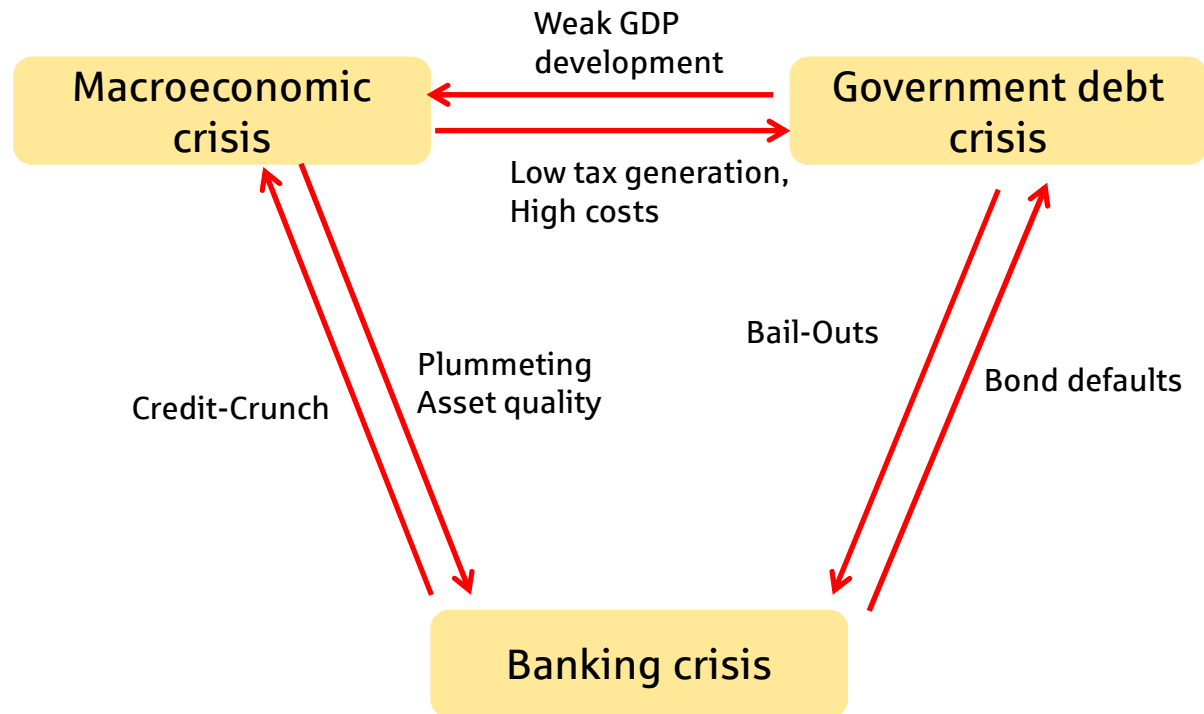 Weak GDP
development
Macroeconomic
crisis
Government debt
crisis
Low tax generation,
High costs
Bail-Outs
Plummeting
Asset quality
Bond defaults
Credit-Crunch
Banking crisis